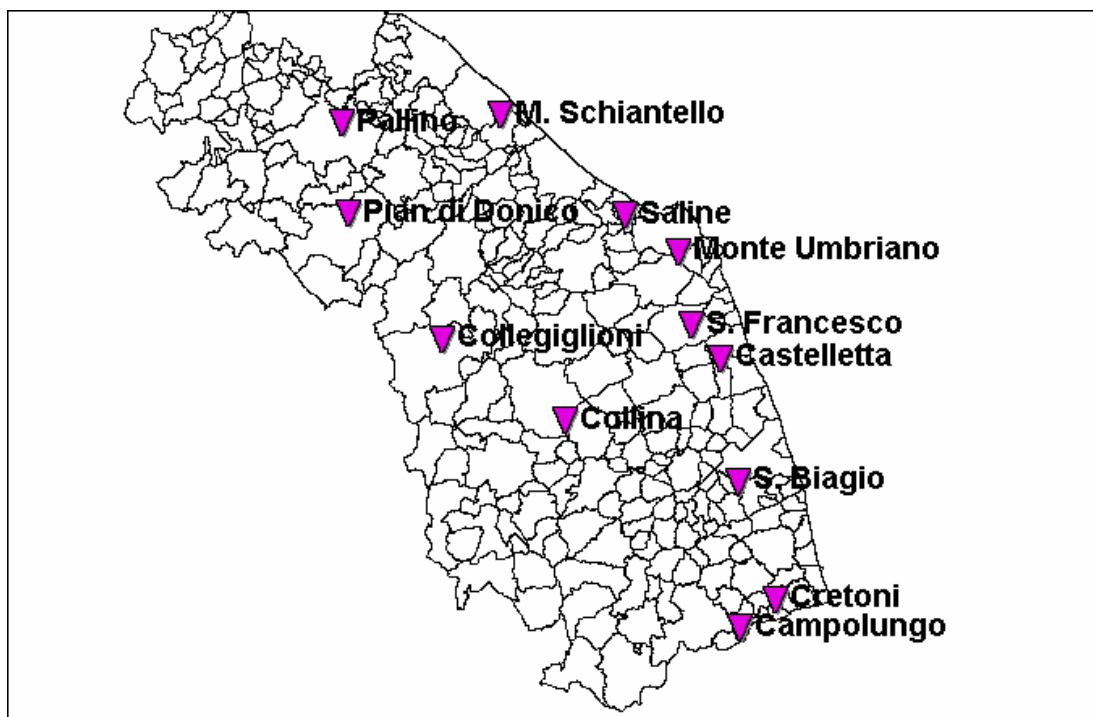 M. Schiantello
Pallino
Pian di Donico
Saline
Monte Umbriano
S. Francesco
Collegiglioni
Castelletta
Collina
S. Biagio
Cretoni
Campolungo